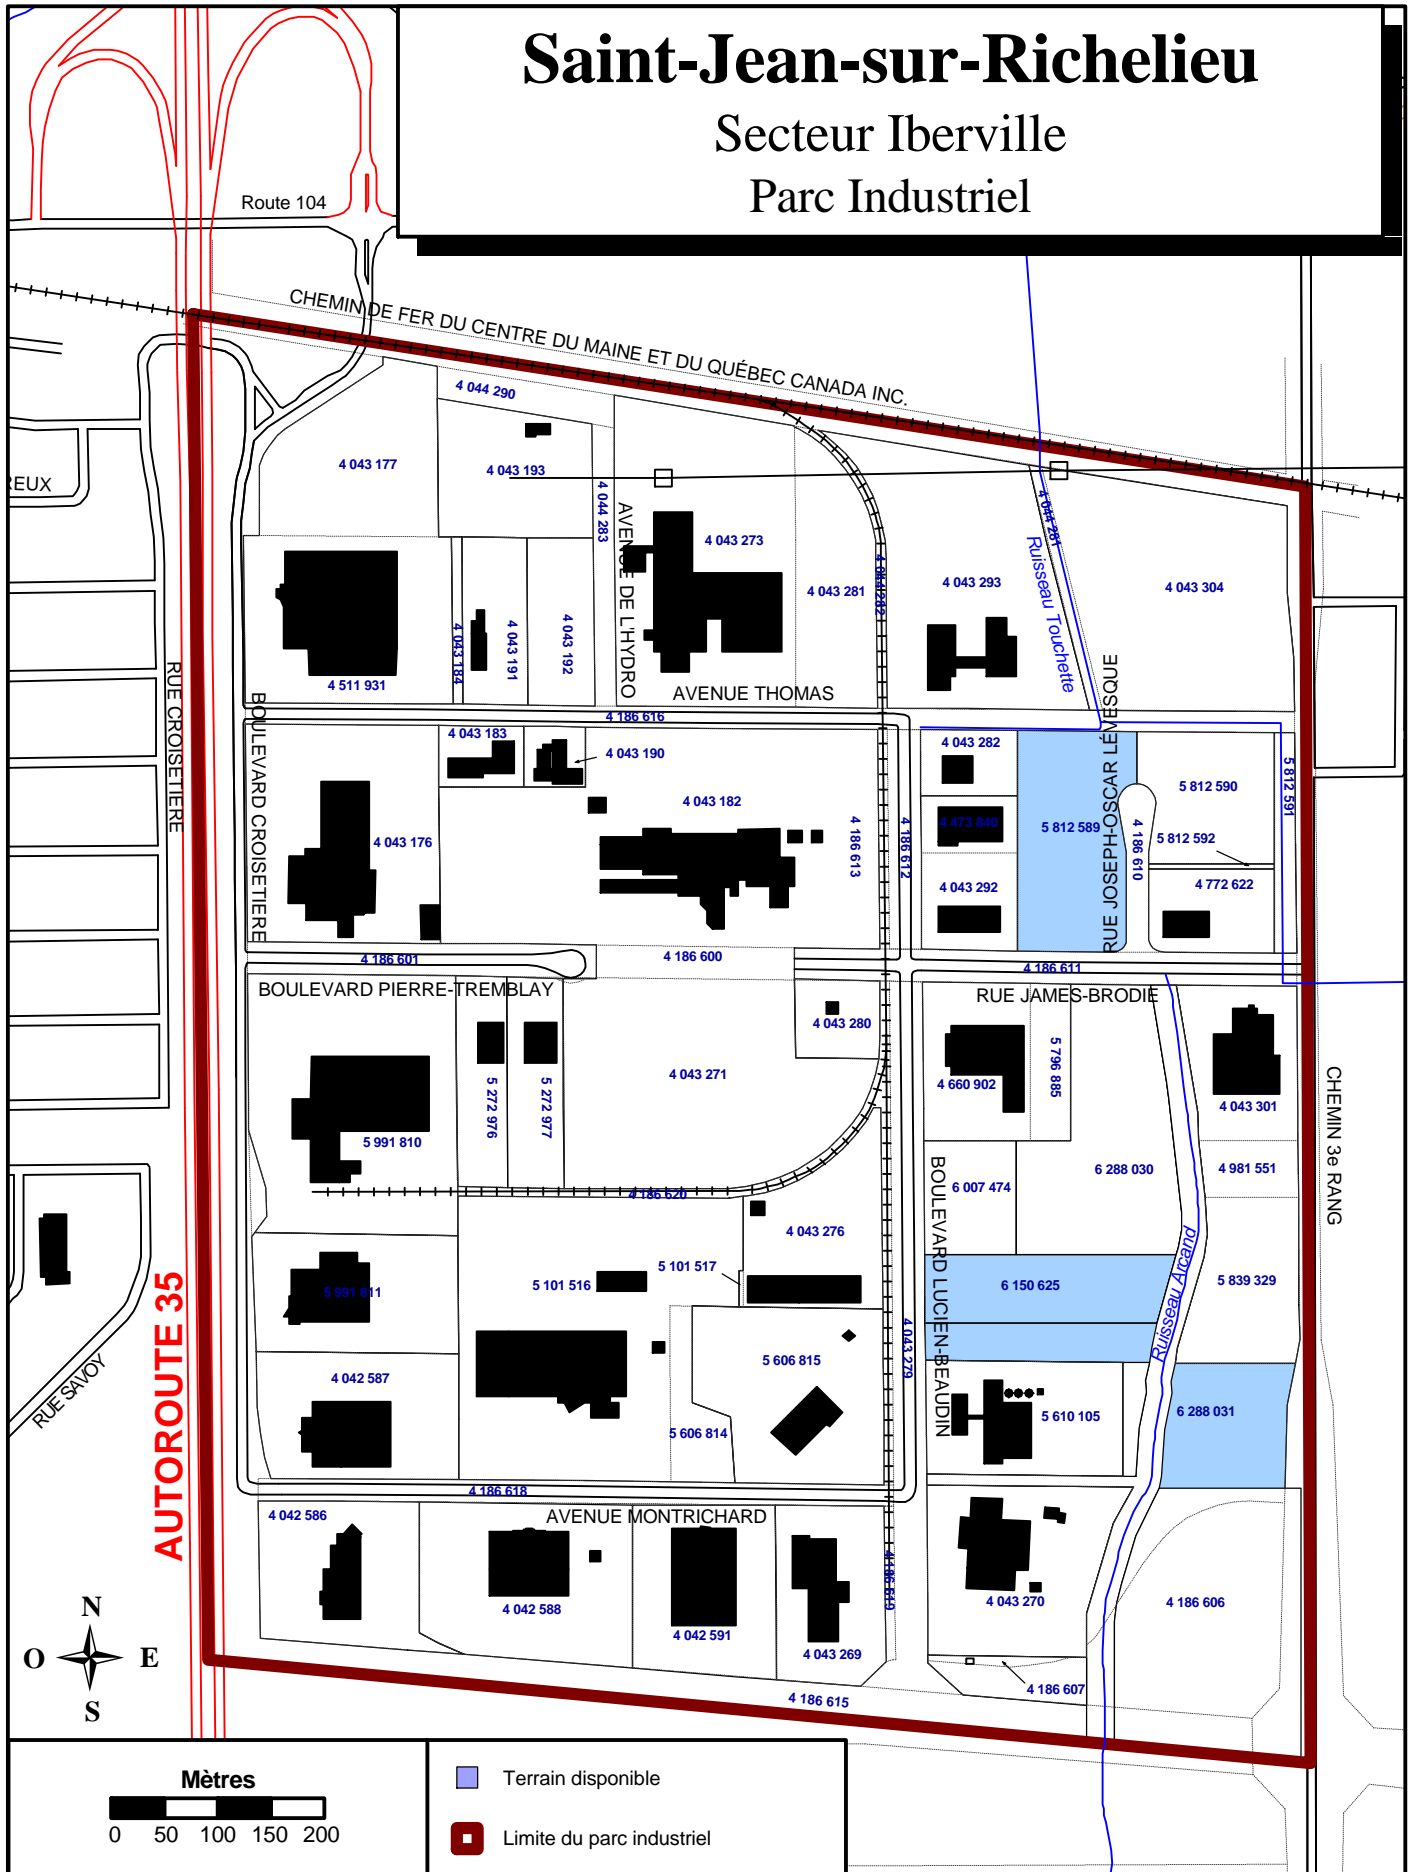 Saint-Jean-sur-Richelieu
Secteur Iberville
Parc Industriel
Route 104
CHEMIN DE FER DU CENTRE DU MAINE ET DU QUÉBEC CANADA INC.
4 044 290
4 043 177
4 043 193
REUX
4 044 283
AVENUE DE L'HYDRO
4 043 273
4 043 281
4 044 282
4 043 293
4 044 281
Ruisseau Touchette
4 043 304
4 511 931
4 043 184
4 043 191
4 043 192
RUE CROISETIERE
BOULEVARD CROISETIERE
AVENUE THOMAS
4 186 616
4 043 183
4 043 190
4 043 182
4 043 176
4 186 613
4 186 612
4 043 282
4 473 840
4 043 292
5 812 589
RUE JOSEPH-OSCAR LÉVESQUE
4 186 610
5 812 590
5 812 591
5 812 592
4 772 622
4 186 601
4 186 600
4 186 611
BOULEVARD PIERRE-TREMBLAY
RUE JAMES-BRODIE
4 043 280
4 043 271
5 272 976
5 272 977
5 991 810
4 660 902
5 796 885
4 043 301
CHEMIN 3e RANG
4 981 551
6 288 030
6 007 474
4 186 620
4 043 276
BOULEVARD LUCIEN-BEAUDIN
Ruisseau Arcand
5 839 329
6 150 625
5 101 517
5 101 516
5 991 811
4 043 279
5 606 815
4 042 587
5 606 814
5 610 105
6 288 031
RUE SAVOY
AUTOROUTE 35
4 186 618
AVENUE MONTRICHARD
4 042 586
4 042 588
4 042 591
4 043 269
4 186 619
4 043 270
4 186 606
4 186 607
4 186 615
N
O
E
S
Mètres
0 50 100 150 200
Terrain disponible
Limite du parc industriel